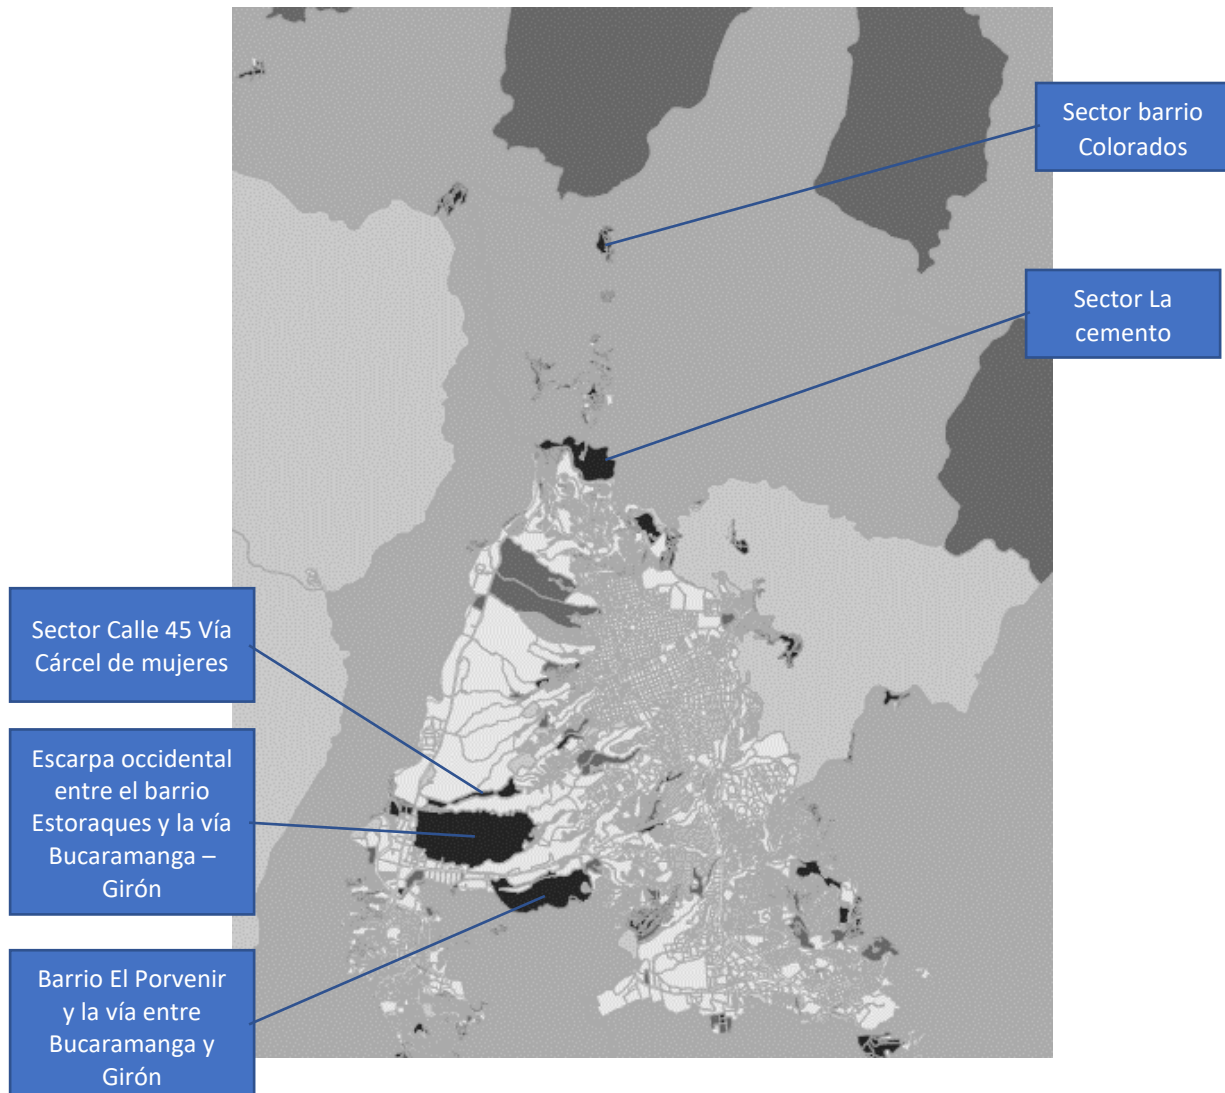 Sector barrio
Colorados
Sector La
cemento
Sector Calle 45 Vía
Cárcel de mujeres
Escarpa occidental
entre el barrio
Estoraques y la vía
Bucaramanga –
Girón
Barrio El Porvenir
y la vía entre
Bucaramanga y
Girón